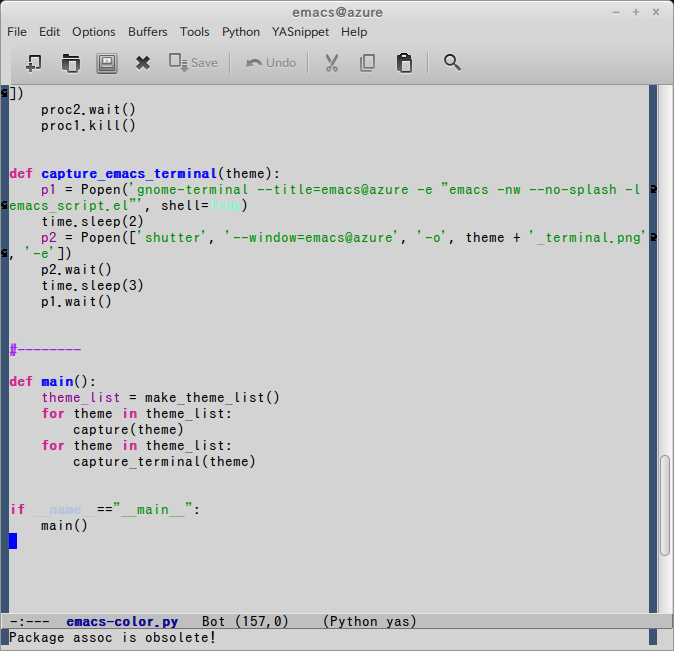 emacs@azure
File Edit Options Buffers Tools Python YASnippet Help
Save Undo
])
    proc2.wait()
    proc1.kill()
def capture_emacs_terminal(theme):
    p1 = Popen('gnome-terminal --title=emacs@azure -e "emacs -nw --no-splash -l
emacs_script.el"', shell=True)
    time.sleep(2)
    p2 = Popen(['shutter', '--window=emacs@azure', '-o', theme + '_terminal.png'
, '-e'])
    p2.wait()
    time.sleep(3)
    p1.wait()
#--------
def main():
    theme_list = make_theme_list()
    for theme in theme_list:
        capture(theme)
    for theme in theme_list:
        capture_terminal(theme)
if __name__=="__main__":
    main()
-:--- emacs-color.py Bot (157,0) (Python yas)
Package assoc is obsolete!